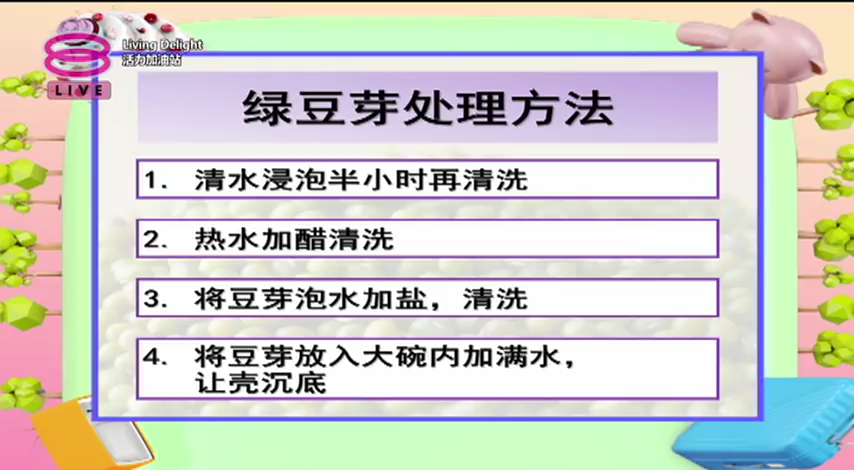 Living Delight
活力加油站
LIVE
绿豆芽处理方法
1. 清水浸泡半小时再清洗
2. 热水加醋清洗
3. 将豆芽泡水加盐，清洗
4. 将豆芽放入大碗内加满水，
让壳沉底